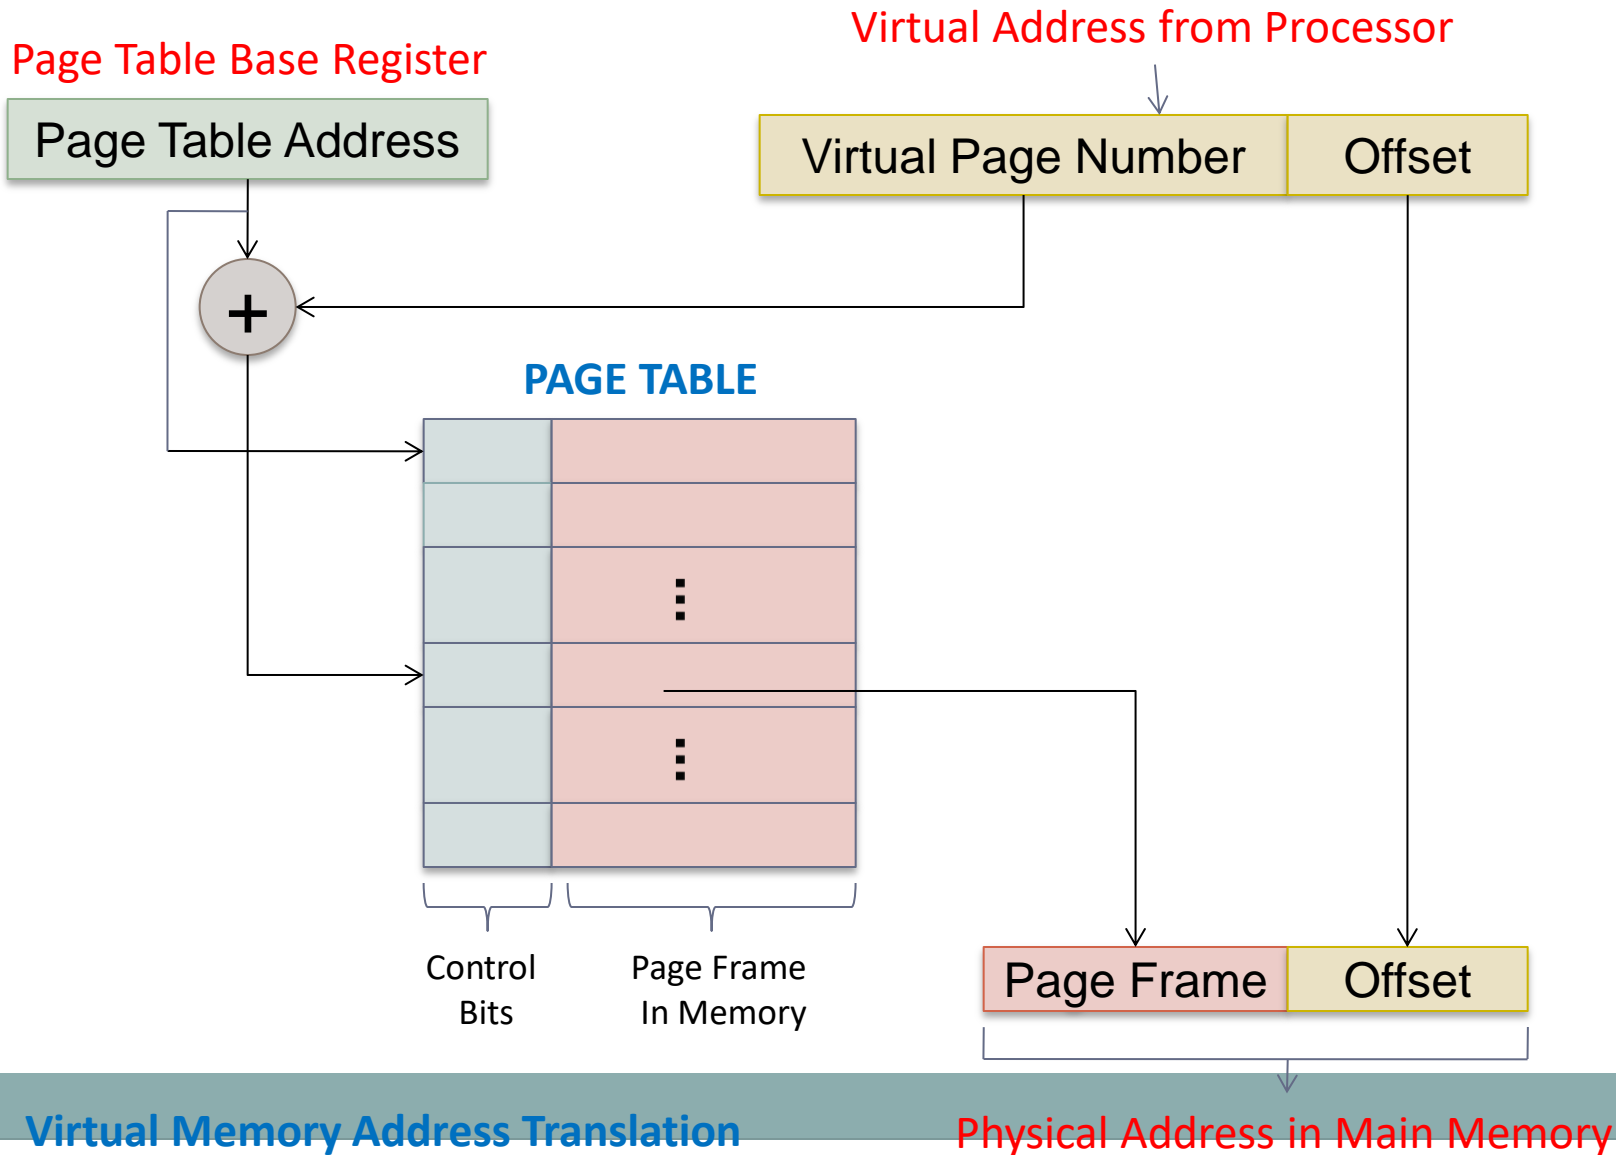 Virtual Address from Processor
Page Table Base Register
Page Table Address
Virtual Page Number
Offset
+
PAGE TABLE
⋮
⋮
Control
Bits
Page Frame
In Memory
Page Frame
Offset
Virtual Memory Address Translation
Physical Address in Main Memory